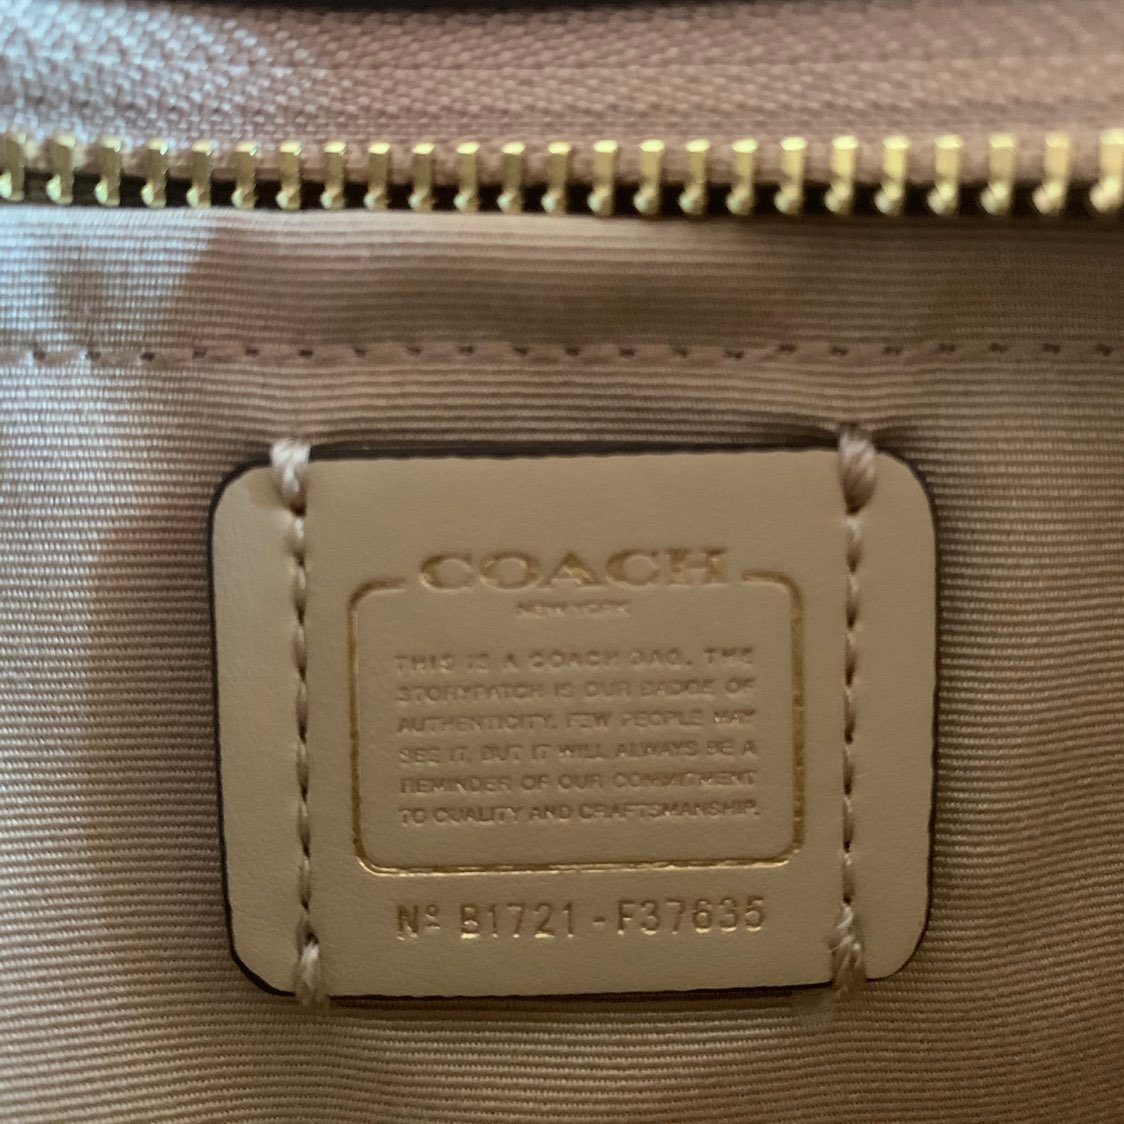 COACH
NEW YORK
THIS IS A COACH BAG. THE
STORYPATCH IS OUR BADGE OF
AUTHENTICITY. FEW PEOPLE MAY
SEE IT, BUT IT WILL ALWAYS BE A
REMINDER OF OUR COMMITMENT
TO QUALITY AND CRAFTSMANSHIP.
Nº B1721 - F37635